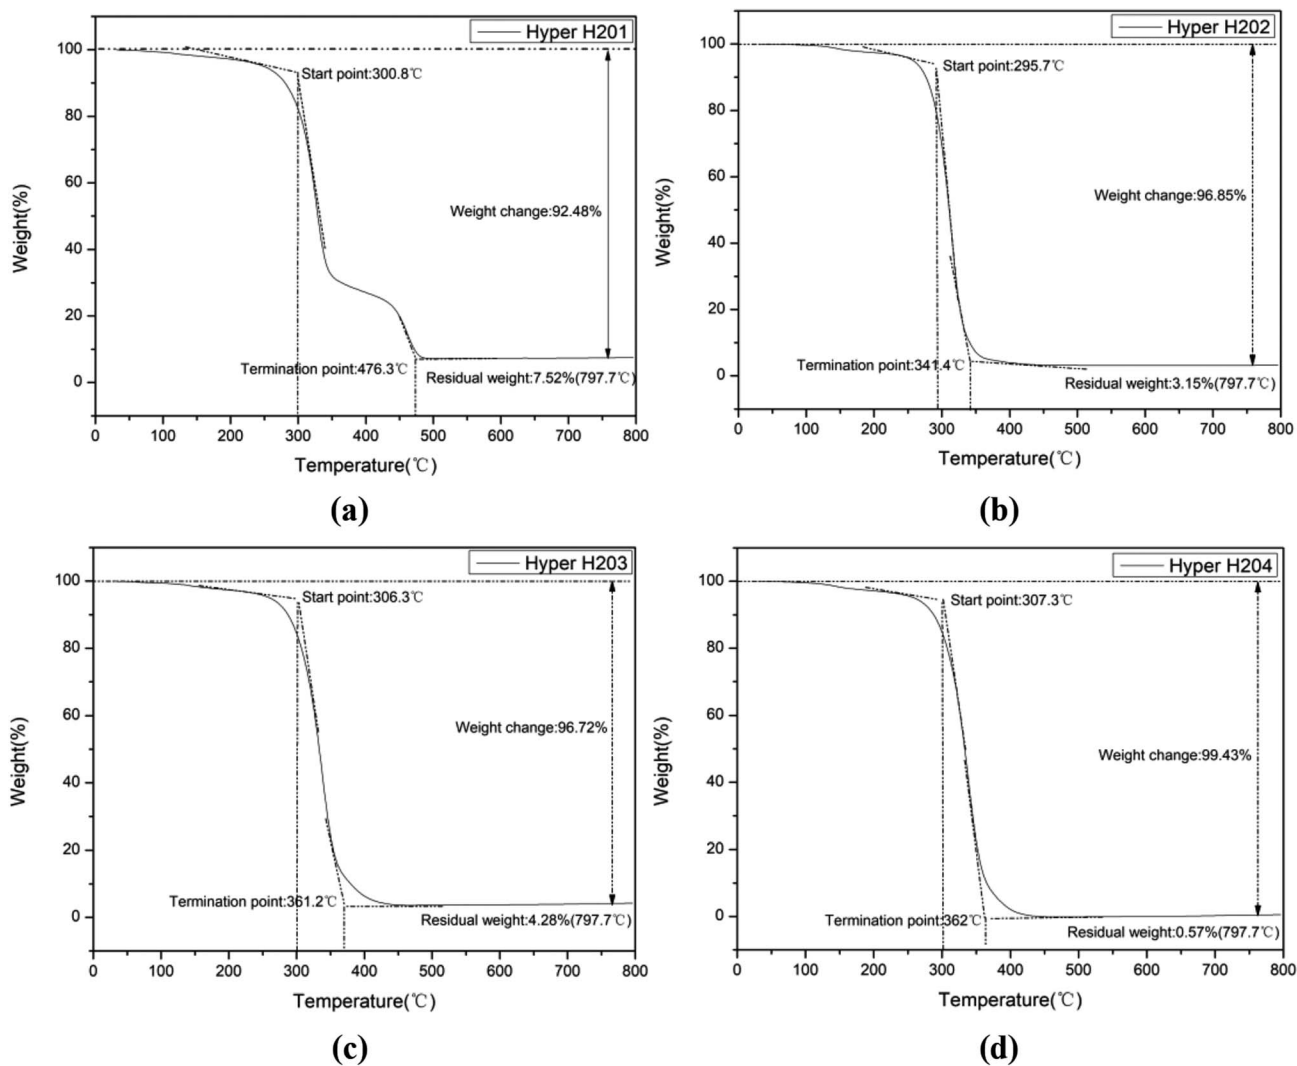 Hyper H201
100
80
60
40
20
0
Weight(%)
Start point:300.8℃
Weight change:92.48%
Termination point:476.3℃
Residual weight:7.52%(797.7℃)
0 100 200 300 400 500 600 700 800
Temperature(℃)
(a)
Hyper H202
100
80
60
40
20
0
Weight(%)
Start point:295.7℃
Weight change:96.85%
Termination point:341.4℃
Residual weight:3.15%(797.7℃)
0 100 200 300 400 500 600 700 800
Temperature(℃)
(b)
Hyper H203
100
80
60
40
20
0
Weight(%)
Start point:306.3℃
Weight change:96.72%
Termination point:361.2℃
Residual weight:4.28%(797.7℃)
0 100 200 300 400 500 600 700 800
Temperature(℃)
(c)
Hyper H204
100
80
60
40
20
0
Weight(%)
Start point:307.3℃
Weight change:99.43%
Termination point:362℃
Residual weight:0.57%(797.7℃)
0 100 200 300 400 500 600 700 800
Temperature(℃)
(d)